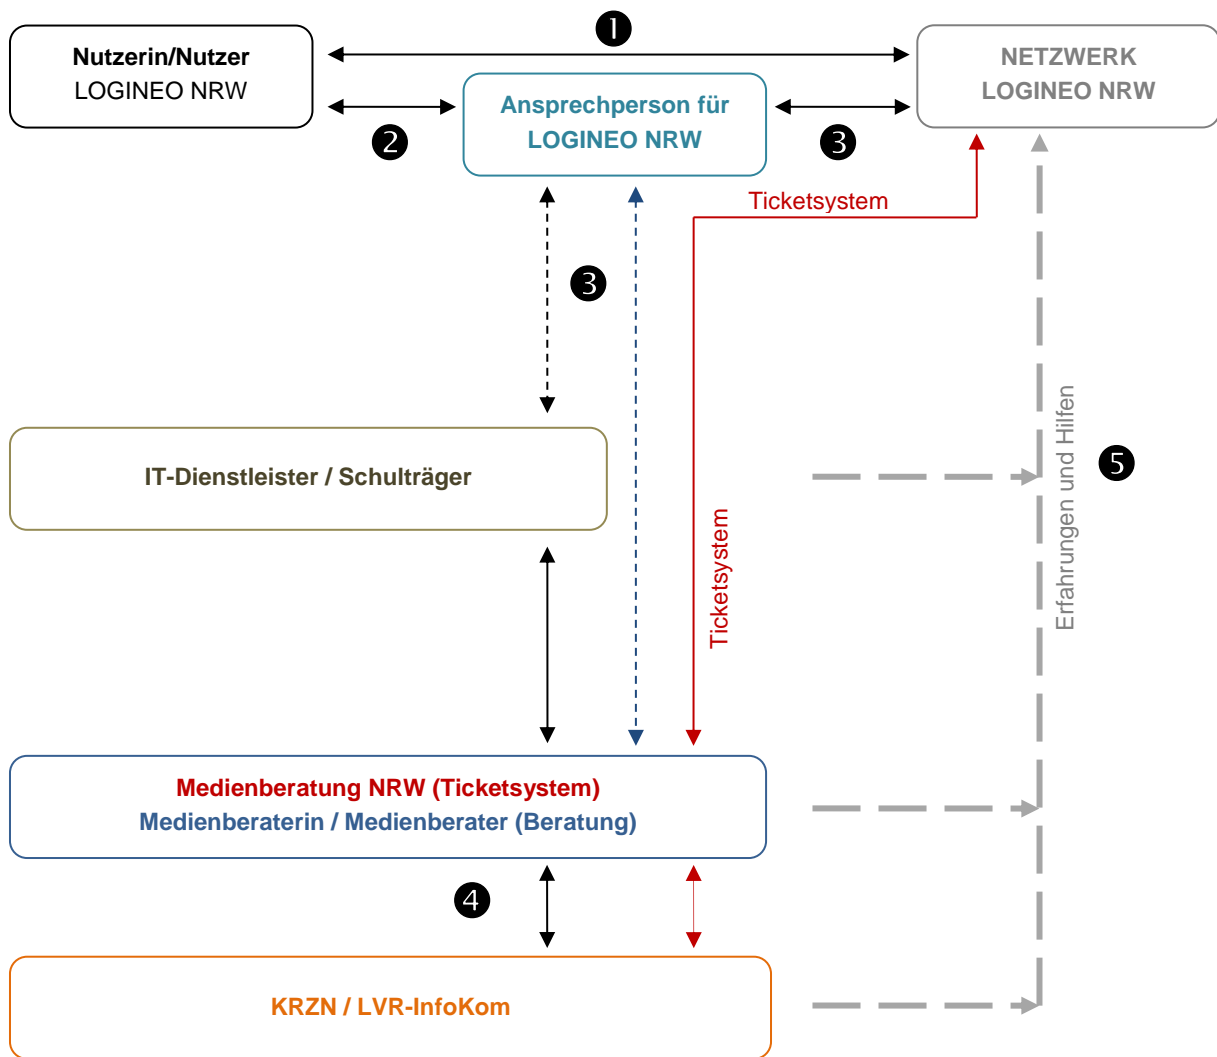 ❶
Nutzerin/Nutzer
LOGINEO NRW
NETZWERK
LOGINEO NRW
Ansprechperson für
LOGINEO NRW
❷
❸
Ticketsystem
❸
Erfahrungen und Hilfen
❺
IT-Dienstleister / Schulträger
Ticketsystem
Medienberatung NRW (Ticketsystem)
Medienberaterin / Medienberater (Beratung)
❹
KRZN / LVR-InfoKom